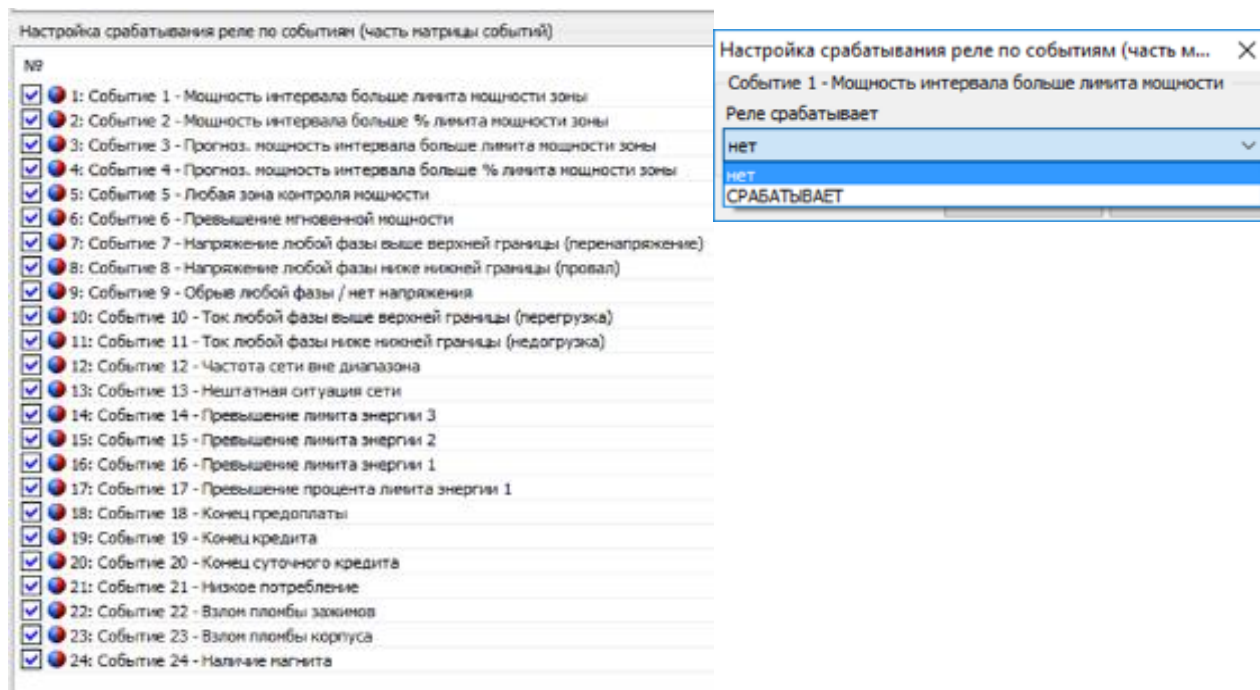 Настройка срабатывания реле по событиям (часть матрицы событий)
№
1: Событие 1 - Мощность интервала больше лимита мощности зоны
2: Событие 2 - Мощность интервала больше % лимита мощности зоны
3: Событие 3 - Прогноз. мощность интервала больше лимита мощности зоны
4: Событие 4 - Прогноз. мощность интервала больше % лимита мощности зоны
5: Событие 5 - Любая зона контроля мощности
6: Событие 6 - Превышение мгновенной мощности
7: Событие 7 - Напряжение любой фазы выше верхней границы (перенапряжение)
8: Событие 8 - Напряжение любой фазы ниже нижней границы (провал)
9: Событие 9 - Обрыв любой фазы / нет напряжения
10: Событие 10 - Ток любой фазы выше верхней границы (перегрузка)
11: Событие 11 - Ток любой фазы ниже нижней границы (недогрузка)
12: Событие 12 - Частота сети вне диапазона
13: Событие 13 - Нештатная ситуация сети
14: Событие 14 - Превышение лимита энергии 3
15: Событие 15 - Превышение лимита энергии 2
16: Событие 16 - Превышение лимита энергии 1
17: Событие 17 - Превышение процента лимита энергии 1
18: Событие 18 - Конец предоплаты
19: Событие 19 - Конец кредита
20: Событие 20 - Конец суточного кредита
21: Событие 21 - Низкое потребление
22: Событие 22 - Взлом пломбы зажимов
23: Событие 23 - Взлом пломбы корпуса
24: Событие 24 - Наличие магнита
Настройка срабатывания реле по событиям (часть м...
Событие 1 - Мощность интервала больше лимита мощности
Реле срабатывает
нет
нет
СРАБАТЫВАЕТ